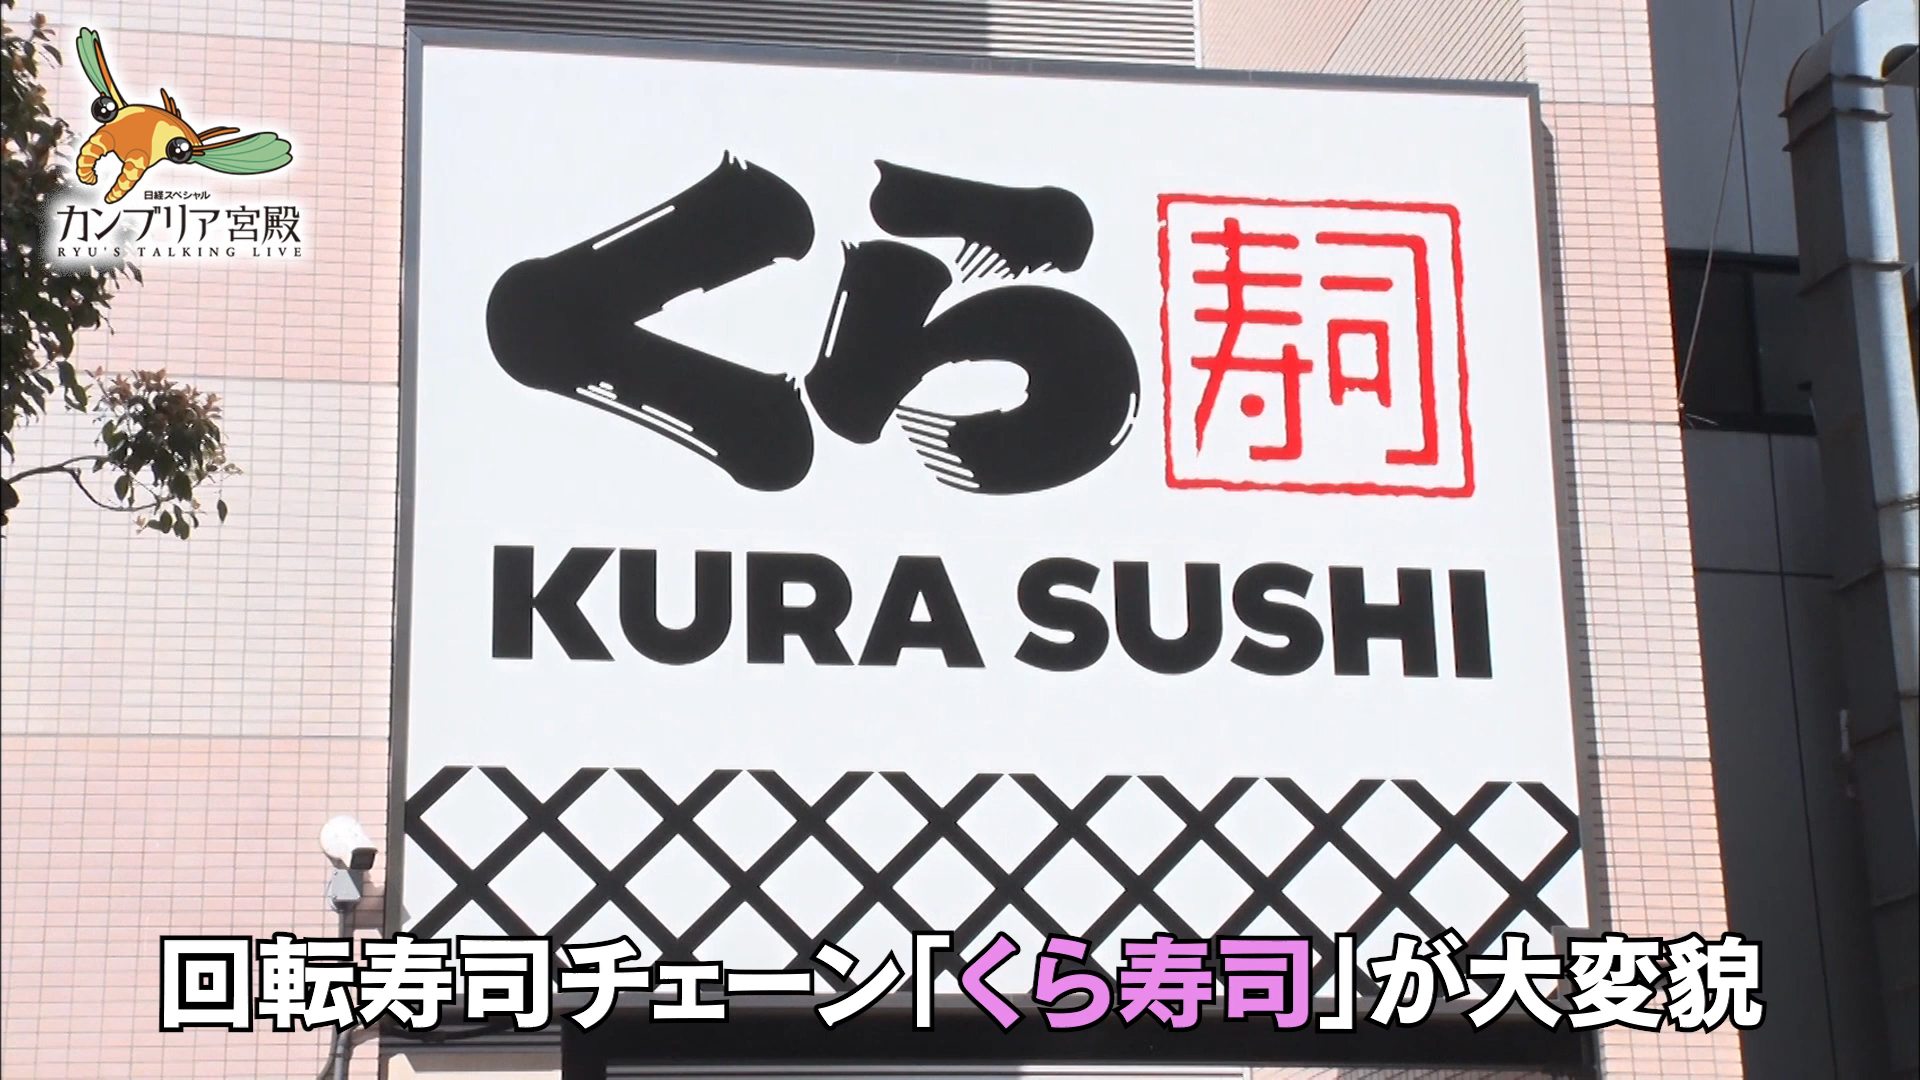 日経スペシャル
カンブリア宮殿
RYU'S TALKING LIVE
くら寿司
KURA SUSHI
回転寿司チェーン「くら寿司」が大変貌